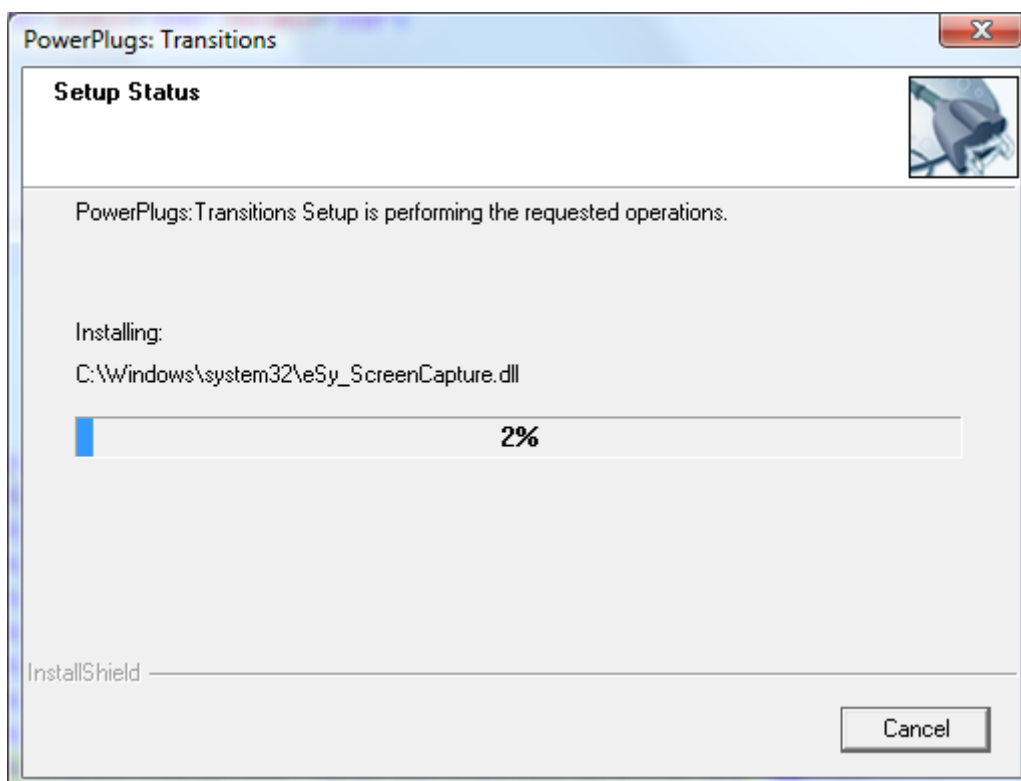 PowerPlugs: Transitions
Setup Status
PowerPlugs:Transitions Setup is performing the requested operations.
Installing:
C:\Windows\system32\eSy_ScreenCapture.dll
2%
InstallShield
Cancel